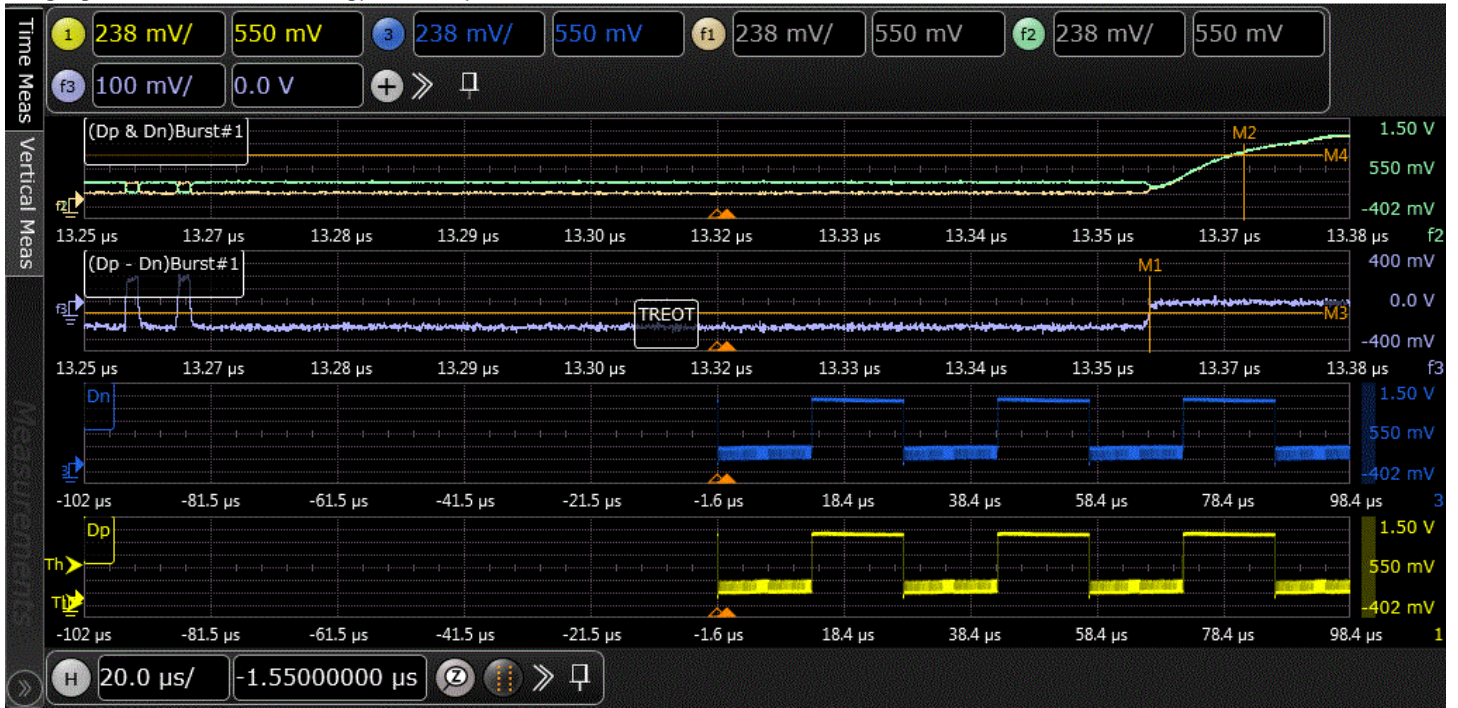 Time Meas
Vertical Meas
Measurements
1 238 mV/ 550 mV 3 238 mV/ 550 mV f1 238 mV/ 550 mV f2 238 mV/ 550 mV
f3 100 mV/ 0.0 V
(Dp & Dn)Burst#1
M2
1.50 V
M4
550 mV
f2
-402 mV
13.25 µs 13.27 µs 13.28 µs 13.29 µs 13.30 µs 13.32 µs 13.33 µs 13.34 µs 13.35 µs 13.37 µs 13.38 µs f2
(Dp - Dn)Burst#1
M1
400 mV
f3
0.0 V
TREOT
M3
-400 mV
13.25 µs 13.27 µs 13.28 µs 13.29 µs 13.30 µs 13.32 µs 13.33 µs 13.34 µs 13.35 µs 13.37 µs 13.38 µs f3
Dn
1.50 V
550 mV
3
-402 mV
-102 µs -81.5 µs -61.5 µs -41.5 µs -21.5 µs -1.6 µs 18.4 µs 38.4 µs 58.4 µs 78.4 µs 98.4 µs 3
Dp
1.50 V
Th
550 mV
-402 mV
-102 µs -81.5 µs -61.5 µs -41.5 µs -21.5 µs -1.6 µs 18.4 µs 38.4 µs 58.4 µs 78.4 µs 98.4 µs 1
H 20.0 µs/ -1.55000000 µs Z